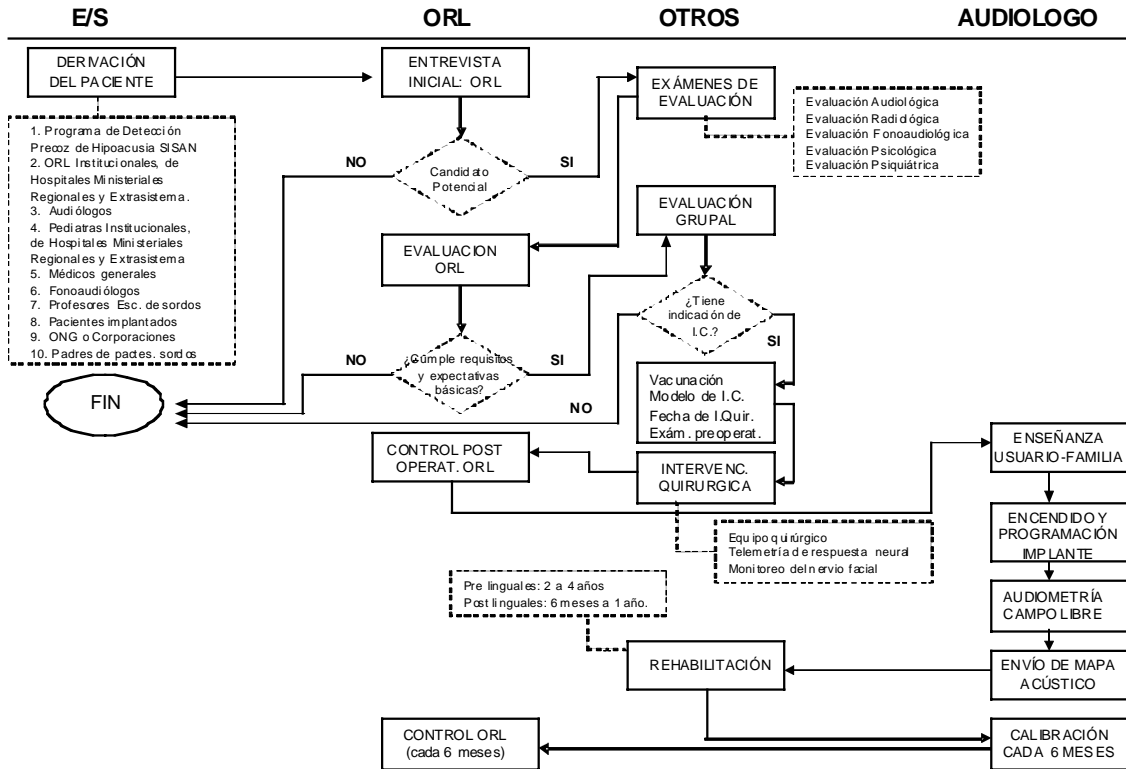 E/S
ORL
OTROS
AUDIOLOGO
DERIVACIÓN
DEL PACIENTE
ENTREVISTA
INICIAL: ORL
EXÁMENES DE
EVALUACIÓN
Evaluación Audiológica
Evaluación Radiológica
Evaluación Fonoaudiológica
Evaluación Psicológica
Evaluación Psiquiátrica
1. Programa de Detección
Precoz de Hipoacusia SISAN
2. ORL Institucionales, de
Hospitales Ministeriales
Regionales y Extrasistema.
3. Audiólogos
4. Pediatras Institucionales,
de Hospitales Ministeriales
Regionales y Extrasistema
5. Médicos generales
6. Fonoaudiólogos
7. Profesores Esc. de sordos
8. Pacientes implantados
9. ONG o Corporaciones
10. Padres de pactes. sordos
NO
Candidato
Potencial
SI
EVALUACIÓN
GRUPAL
EVALUACION
ORL
¿Tiene
indicación de
I.C.?
SI
NO
¿Cúmple requisitos
y expectativas
básicas?
SI
NO
FIN
Vacunación
Modelo de I.C.
Fecha de I.Quir.
Exám. preoperat.
CONTROL POST
OPERAT. ORL
INTERVENC.
QUIRURGICA
ENSEÑANZA
USUARIO-FAMILIA
Equipo quirúrgico
Telemetría de respuesta neural
Monitoreo del nervio facial
ENCENDIDO Y
PROGRAMACIÓN
IMPLANTE
Pre linguales: 2 a 4 años
Post linguales: 6 meses a 1 año.
AUDIOMETRÍA
CAMPO LIBRE
REHABILITACIÓN
ENVÍO DE MAPA
ACÚSTICO
CONTROL ORL
(cada 6 meses)
CALIBRACIÓN
CADA 6 MESES